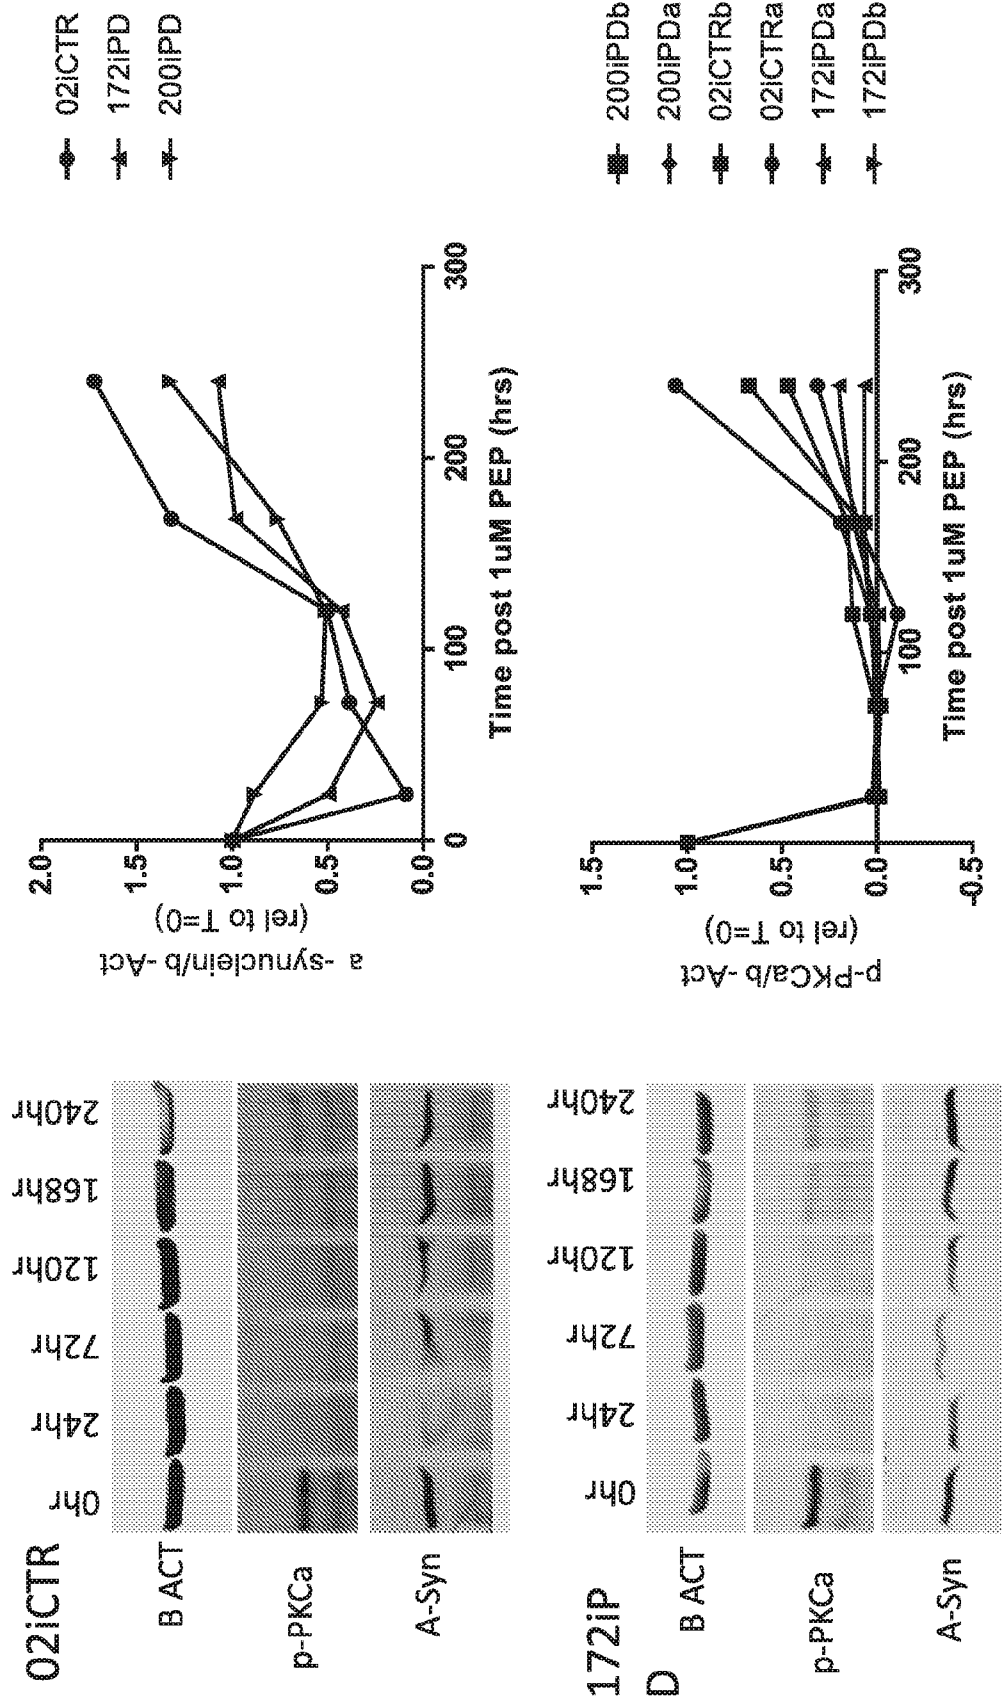 02iCTR
0hr 24hr 72hr 120hr 168hr 240hr
B ACT
p-PKCa
A-Syn
a -synuclein/b -Act
(rel to T=0)
2.0
1.5
1.0
0.5
0.0
0 100 200 300
Time post 1uM PEP (hrs)
02iCTR
172iPD
200iPD
172iP
D
0hr 24hr 72hr 120hr 168hr 240hr
B ACT
p-PKCa
A-Syn
p-PKCa/b -Act
(rel to T=0)
1.5
1.0
0.5
0.0
-0.5
100 200 300
Time post 1uM PEP (hrs)
200iPDb
200iPDa
02iCTRb
02iCTRa
172iPDa
172iPDb